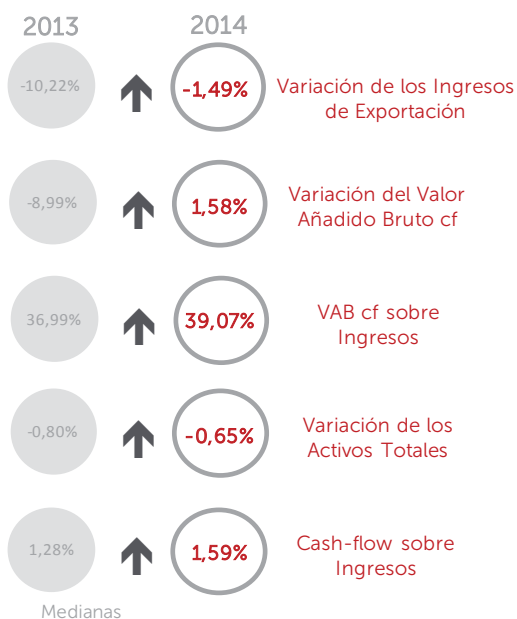 2013
2014
-10,22%
-1,49%
Variación de los Ingresos
de Exportación
-8,99%
1,58%
Variación del Valor
Añadido Bruto cf
36,99%
39,07%
VAB cf sobre
Ingresos
-0,80%
-0,65%
Variación de los
Activos Totales
1,28%
1,59%
Cash-flow sobre
Ingresos
Medianas